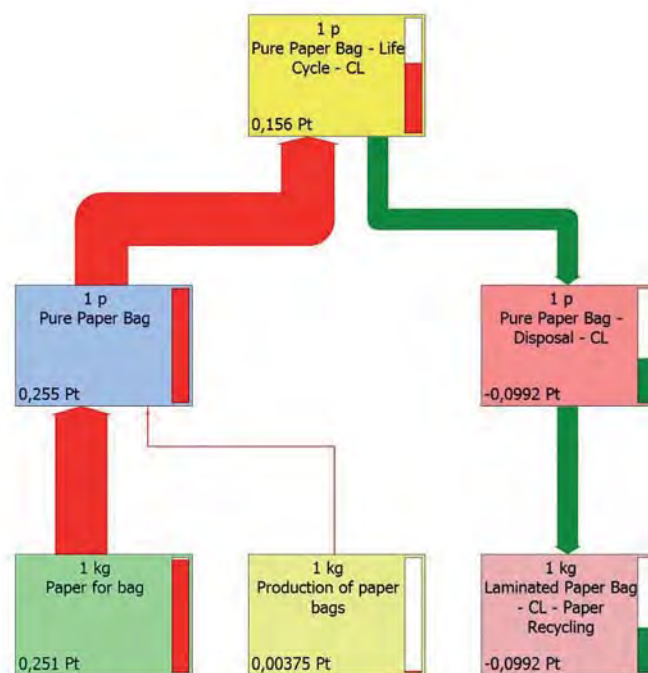 1 p
Pure Paper Bag - Life
Cycle - CL
0,156 Pt
1 p
Pure Paper Bag
0,255 Pt
1 p
Pure Paper Bag -
Disposal - CL
-0,0992 Pt
1 kg
Paper for bag
0,251 Pt
1 kg
Production of paper
bags
0,00375 Pt
1 kg
Laminated Paper Bag
- CL - Paper
Recycling
-0,0992 Pt